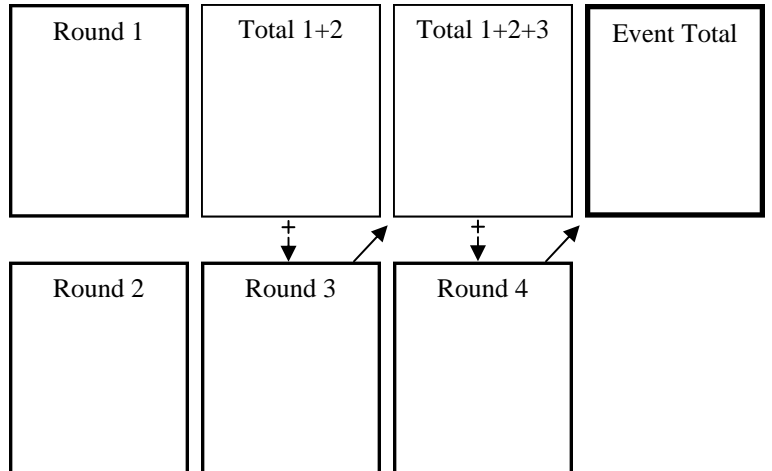 Round 1
Total 1+2
Total 1+2+3
Event Total
+
+
Round 2
Round 3
Round 4